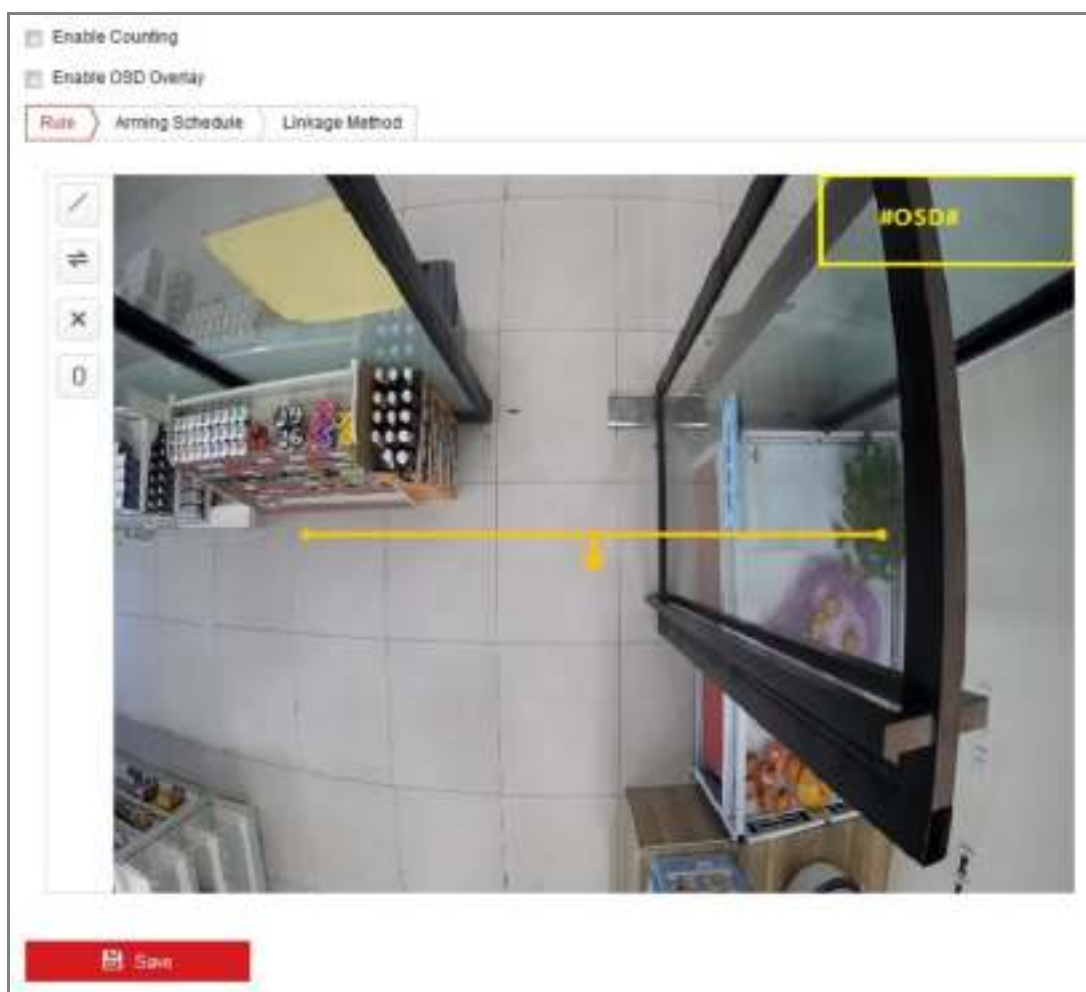 Enable Counting
Enable OSD Overlay
Rule
Arming Schedule
Linkage Method
#OSD#
0
Save